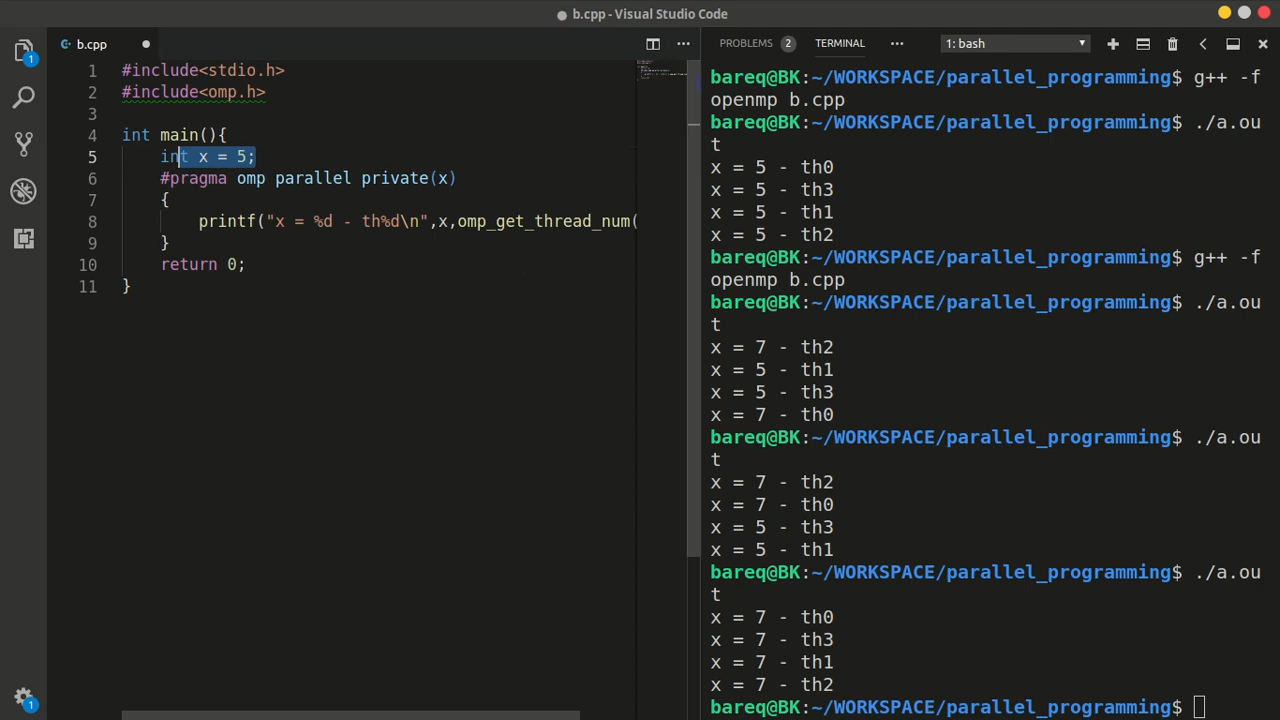 b.cpp - Visual Studio Code
b.cpp
1 #include<stdio.h>
2 #include<omp.h>
3
4 int main(){
5 int x = 5;
6 #pragma omp parallel private(x)
7 {
8 printf("x = %d - th%d\n",x,omp_get_thread_num(
9 }
10 return 0;
11 }
1
1
PROBLEMS 2 TERMINAL 1: bash
bareq@BK:~/WORKSPACE/parallel_programming$ g++ -f
openmp b.cpp
bareq@BK:~/WORKSPACE/parallel_programming$ ./a.ou
t
x = 5 - th0
x = 5 - th3
x = 5 - th1
x = 5 - th2
bareq@BK:~/WORKSPACE/parallel_programming$ g++ -f
openmp b.cpp
bareq@BK:~/WORKSPACE/parallel_programming$ ./a.ou
t
x = 7 - th2
x = 5 - th1
x = 5 - th3
x = 7 - th0
bareq@BK:~/WORKSPACE/parallel_programming$ ./a.ou
t
x = 7 - th2
x = 7 - th0
x = 5 - th3
x = 5 - th1
bareq@BK:~/WORKSPACE/parallel_programming$ ./a.ou
t
x = 7 - th0
x = 7 - th3
x = 7 - th1
x = 7 - th2
bareq@BK:~/WORKSPACE/parallel_programming$